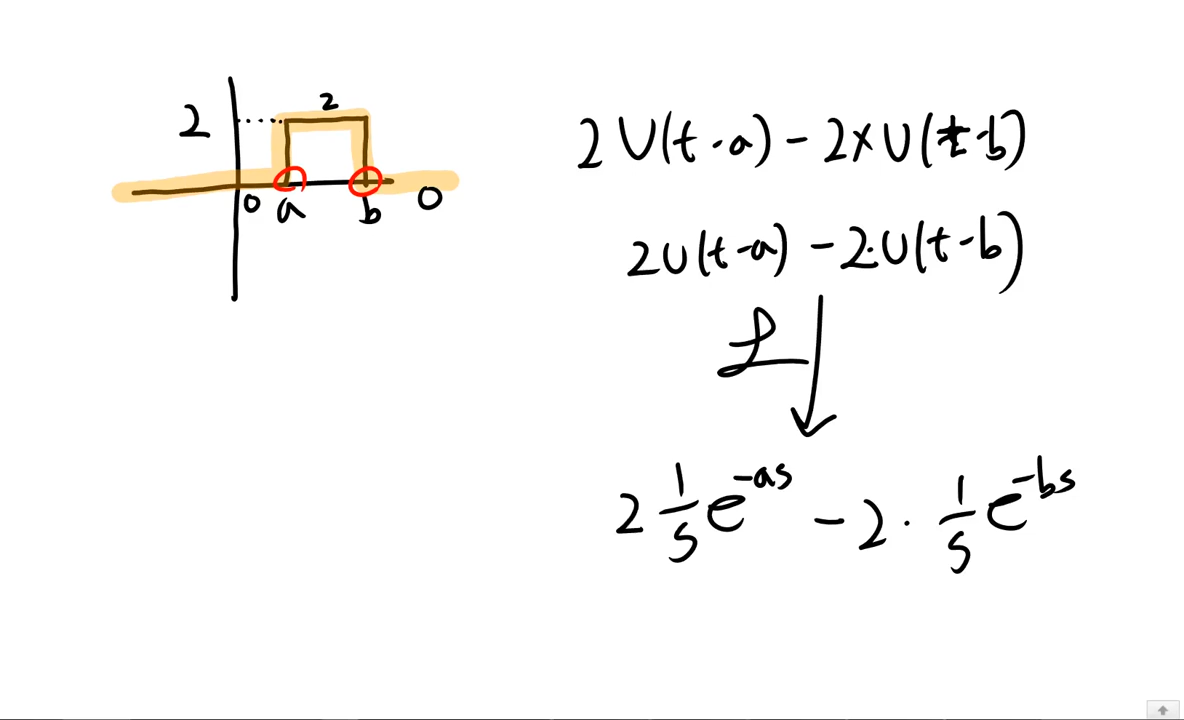 2
2
0 a b 0
2U(t-a) - 2×U(t-b)
2U(t-a) - 2·U(t-b)
ℒ
2 1/s e^-as - 2 · 1/s e^-bs